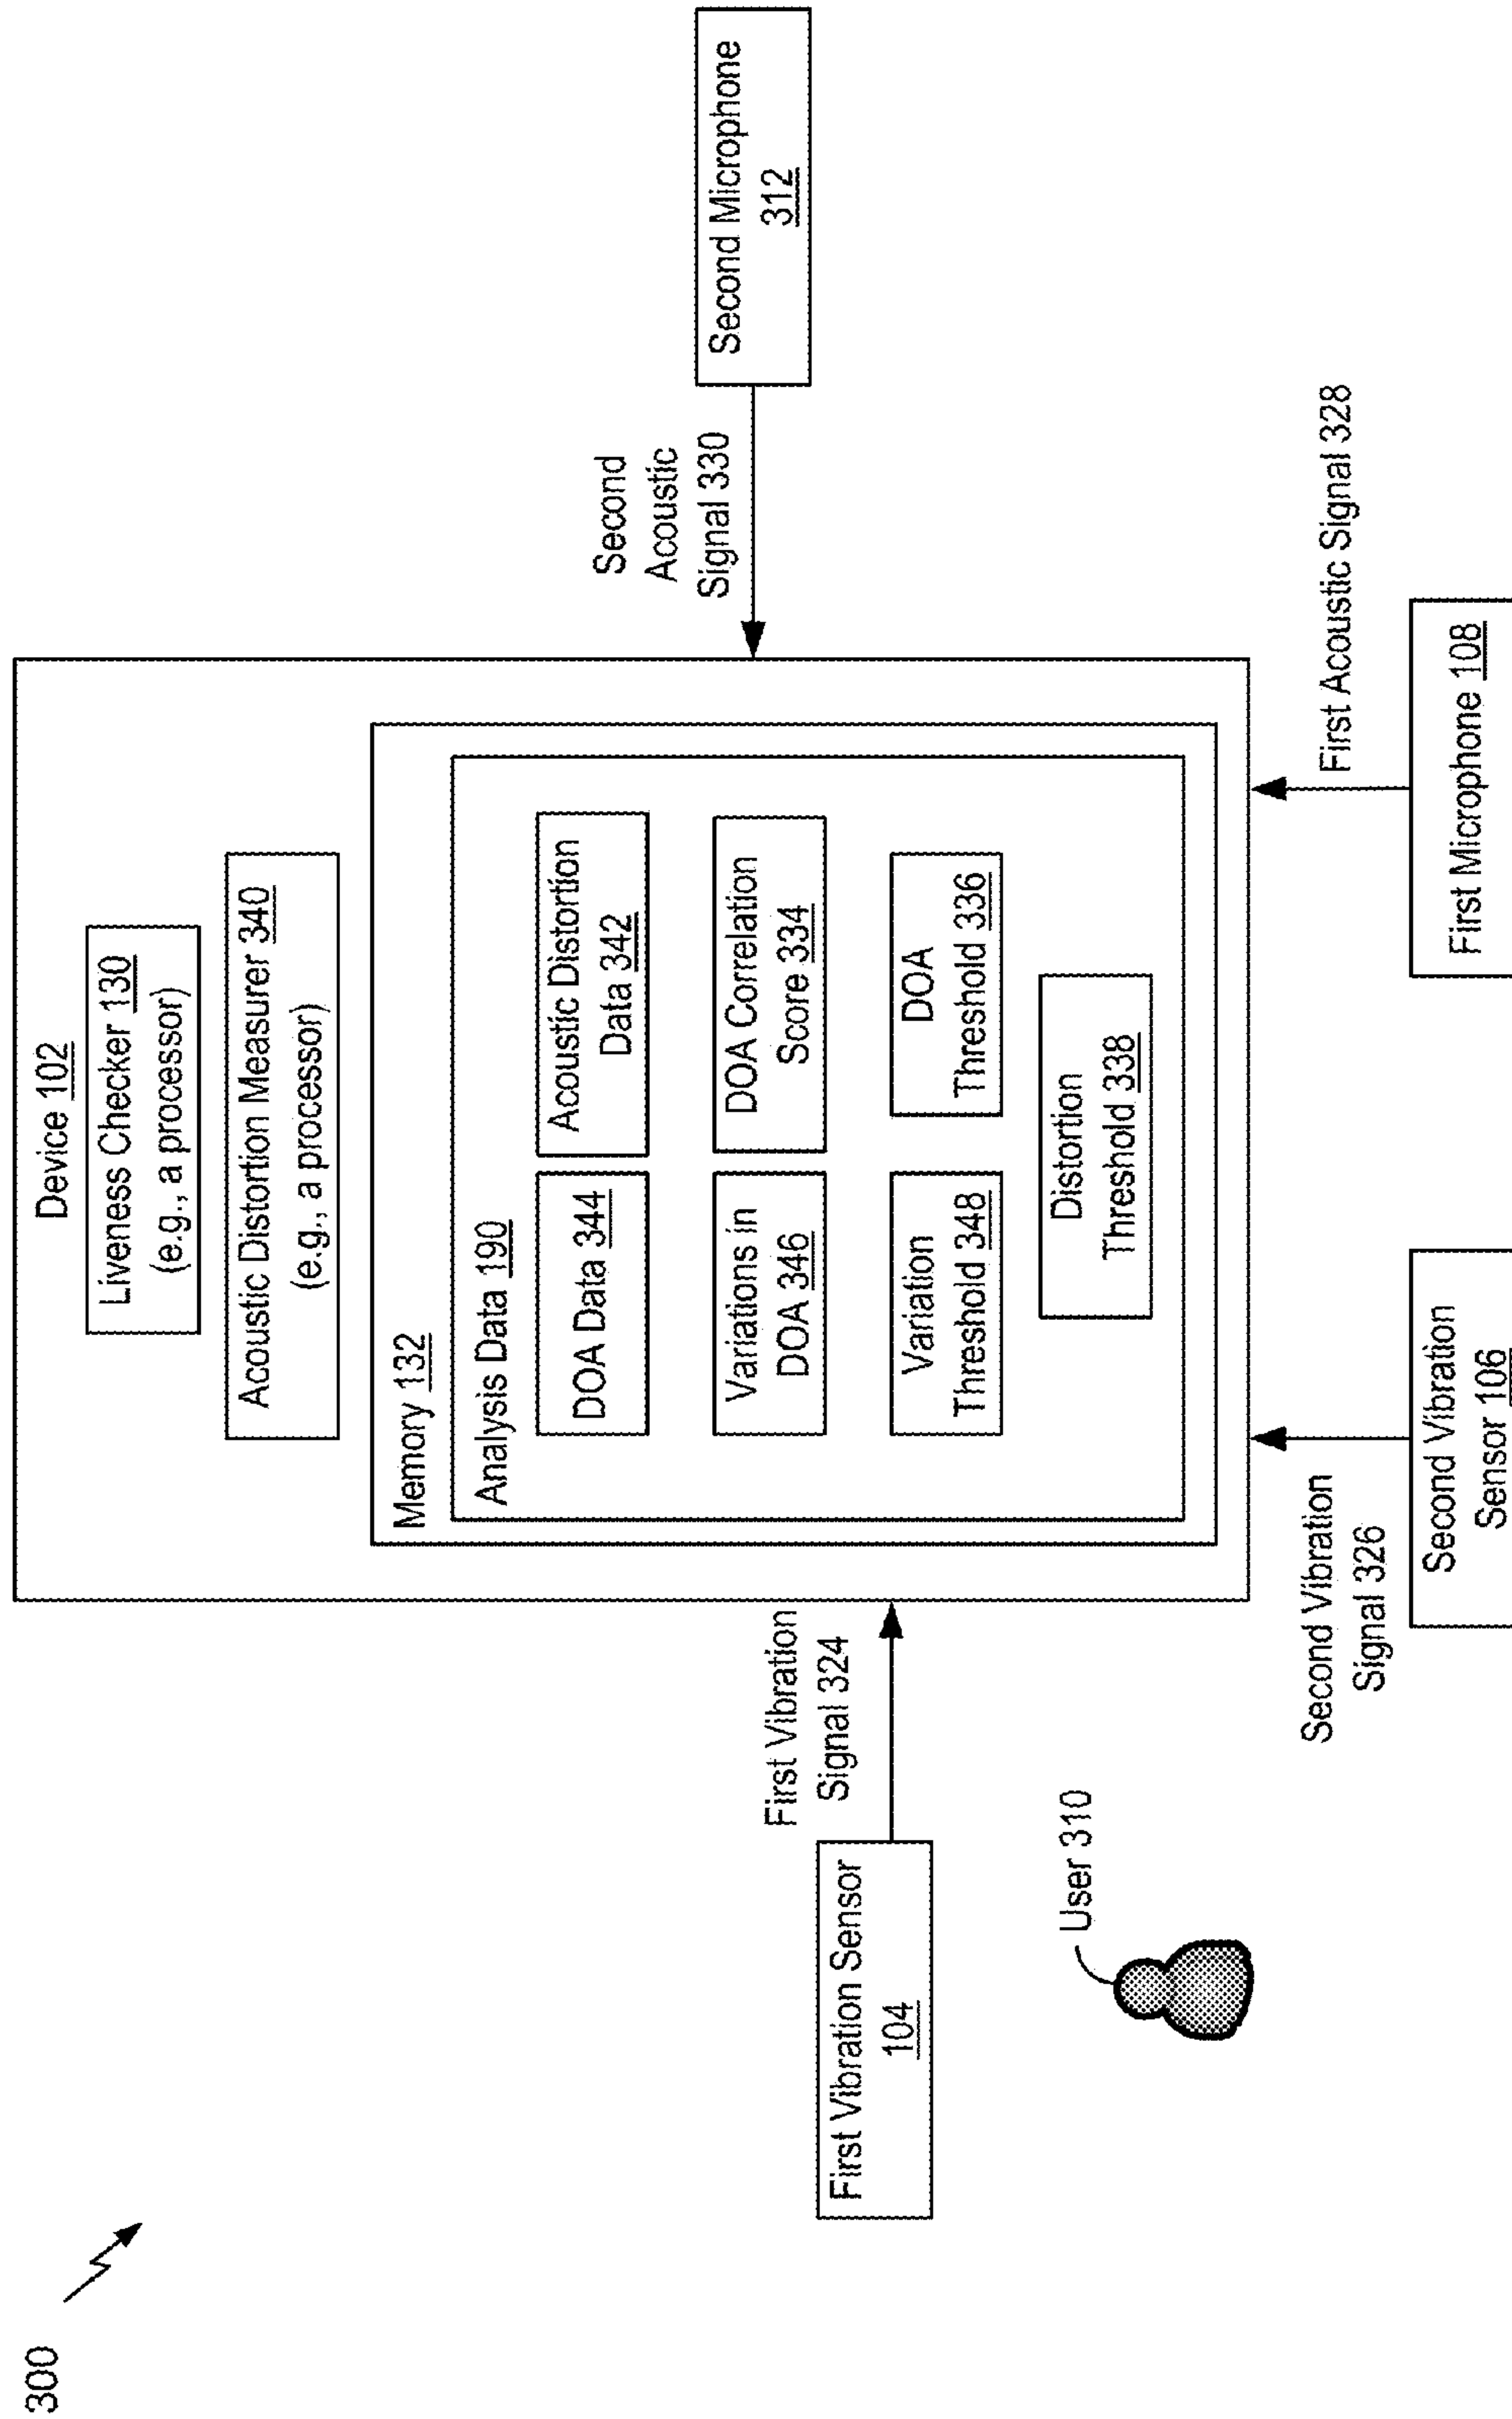 300
Device 102
Liveness Checker 130
(e.g., a processor)
Acoustic Distortion Measurer 340
(e.g., a processor)
Memory 132
Analysis Data 190
DOA Data 344
Acoustic Distortion
Data 342
Variations in
DOA 346
DOA Correlation
Score 334
Variation
Threshold 348
DOA
Threshold 336
Distortion
Threshold 338
First Vibration
Signal 324
First Vibration Sensor
104
User 310
Second
Acoustic
Signal 330
Second Microphone
312
Second Vibration
Signal 326
Second Vibration
Sensor 106
First Acoustic Signal 328
First Microphone 108